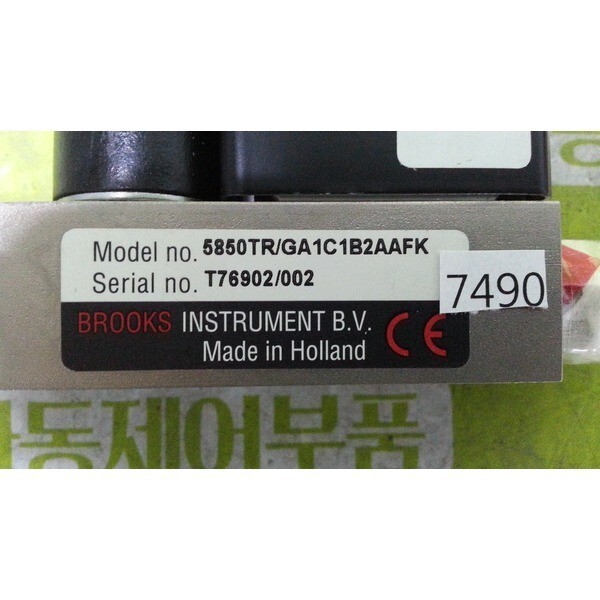 Model no. 5850TR/GA1C1B2AAFK
Serial no. T76902/002
7490
BROOKS INSTRUMENT B.V.
Made in Holland CE
동제어부품